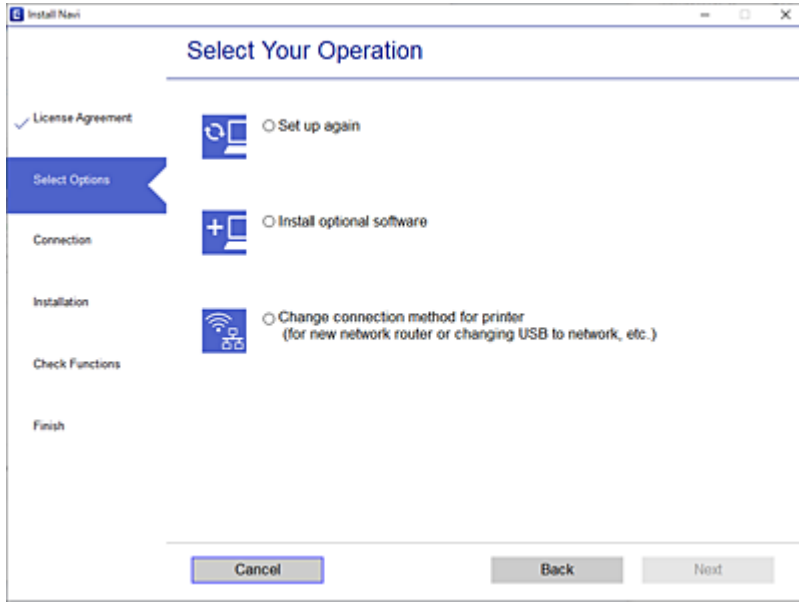 Install Navi
Select Your Operation
License Agreement
Select Options
Connection
Installation
Check Functions
Finish
Set up again
Install optional software
Change connection method for printer
(for new network router or changing USB to network, etc.)
Cancel
Back
Next